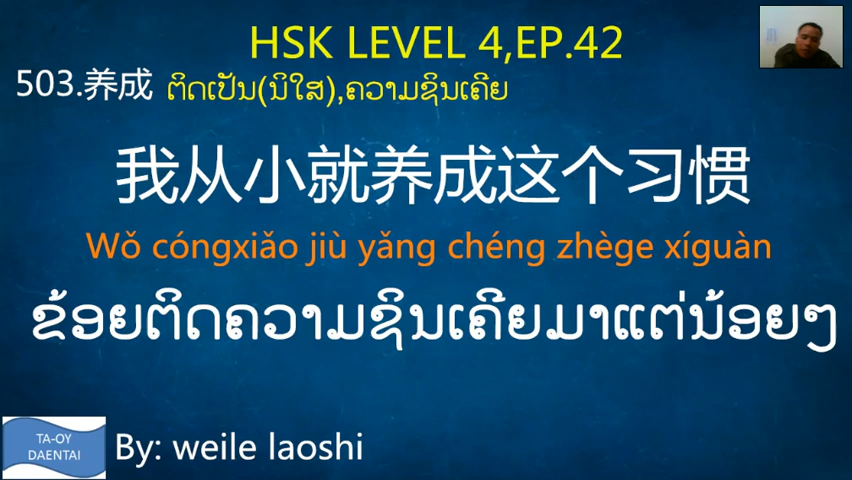 HSK LEVEL 4,EP.42
503.养成 ຕິດເປັນ(ນິໃສ),ຄວາມຊິນເຄີຍ
我从小就养成这个习惯
Wǒ cóngxiǎo jiù yǎng chéng zhège xíguàn
ຂ້ອຍຕິດຄວາມຊິນເຄີຍມາແຕ່ນ້ອຍໆ
TA-OY
DAENTAI
By: weile laoshi